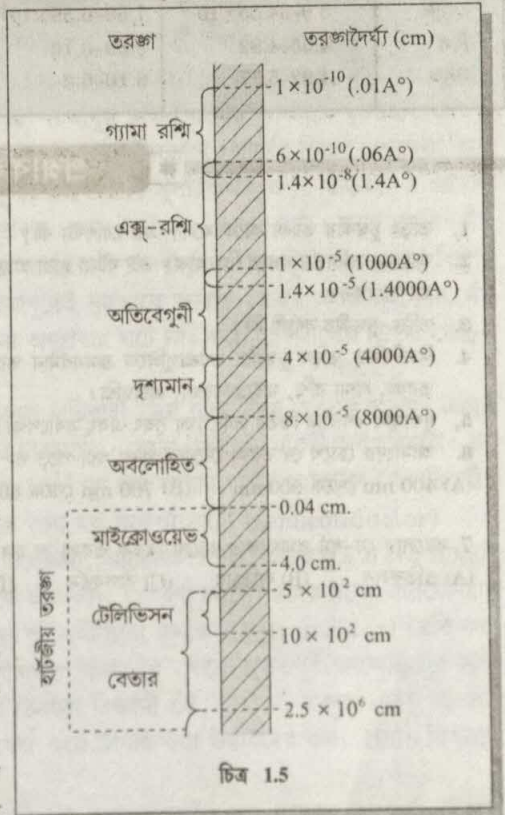 তরঙ্গ তরঙ্গদৈর্ঘ্য (cm)
1×10⁻¹⁰(.01A°)
গ্যামা রশ্মি
6×10⁻¹⁰(.06A°)
1.4×10⁻⁸(1.4A°)
এক্স্-রশ্মি
1×10⁻⁵ (1000A°)
1.4×10⁻⁵ (1.4000A°)
অতিবেগুনী
4×10⁻⁵ (4000A°)
দৃশ্যমান
8×10⁻⁵ (8000A°)
অবলোহিত
0.04 cm.
মাইক্রোওয়েভ
4.0 cm.
5 × 10² cm
টেলিভিসন
10 × 10² cm
হার্টজীয় তরঙ্গ
বেতার
2.5 × 10⁶ cm
চিত্র 1.5